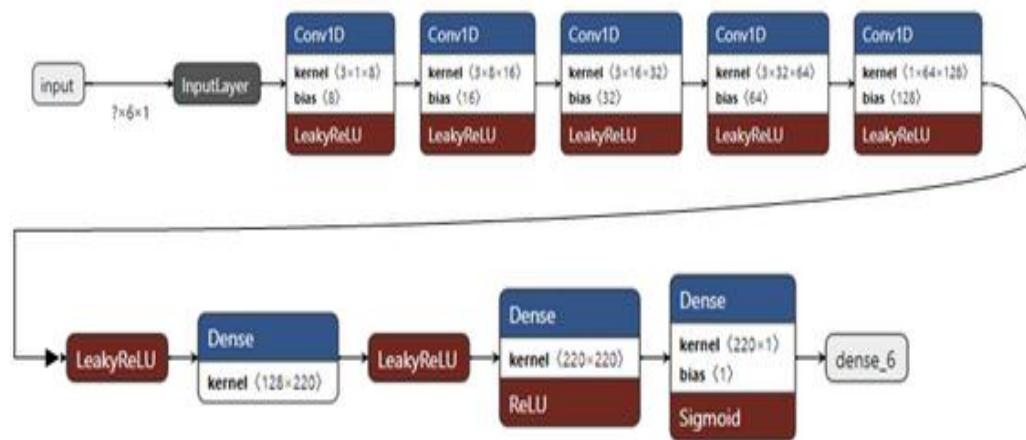 input
?×6×1
InputLayer
Conv1D
kernel ⟨3×1×8⟩
bias ⟨8⟩
LeakyReLU
Conv1D
kernel ⟨3×8×16⟩
bias ⟨16⟩
LeakyReLU
Conv1D
kernel ⟨3×16×32⟩
bias ⟨32⟩
LeakyReLU
Conv1D
kernel ⟨3×32×64⟩
bias ⟨64⟩
LeakyReLU
Conv1D
kernel ⟨1×64×128⟩
bias ⟨128⟩
LeakyReLU
LeakyReLU
Dense
kernel ⟨128×220⟩
LeakyReLU
Dense
kernel ⟨220×220⟩
ReLU
Dense
kernel ⟨220×1⟩
bias ⟨1⟩
Sigmoid
dense_6